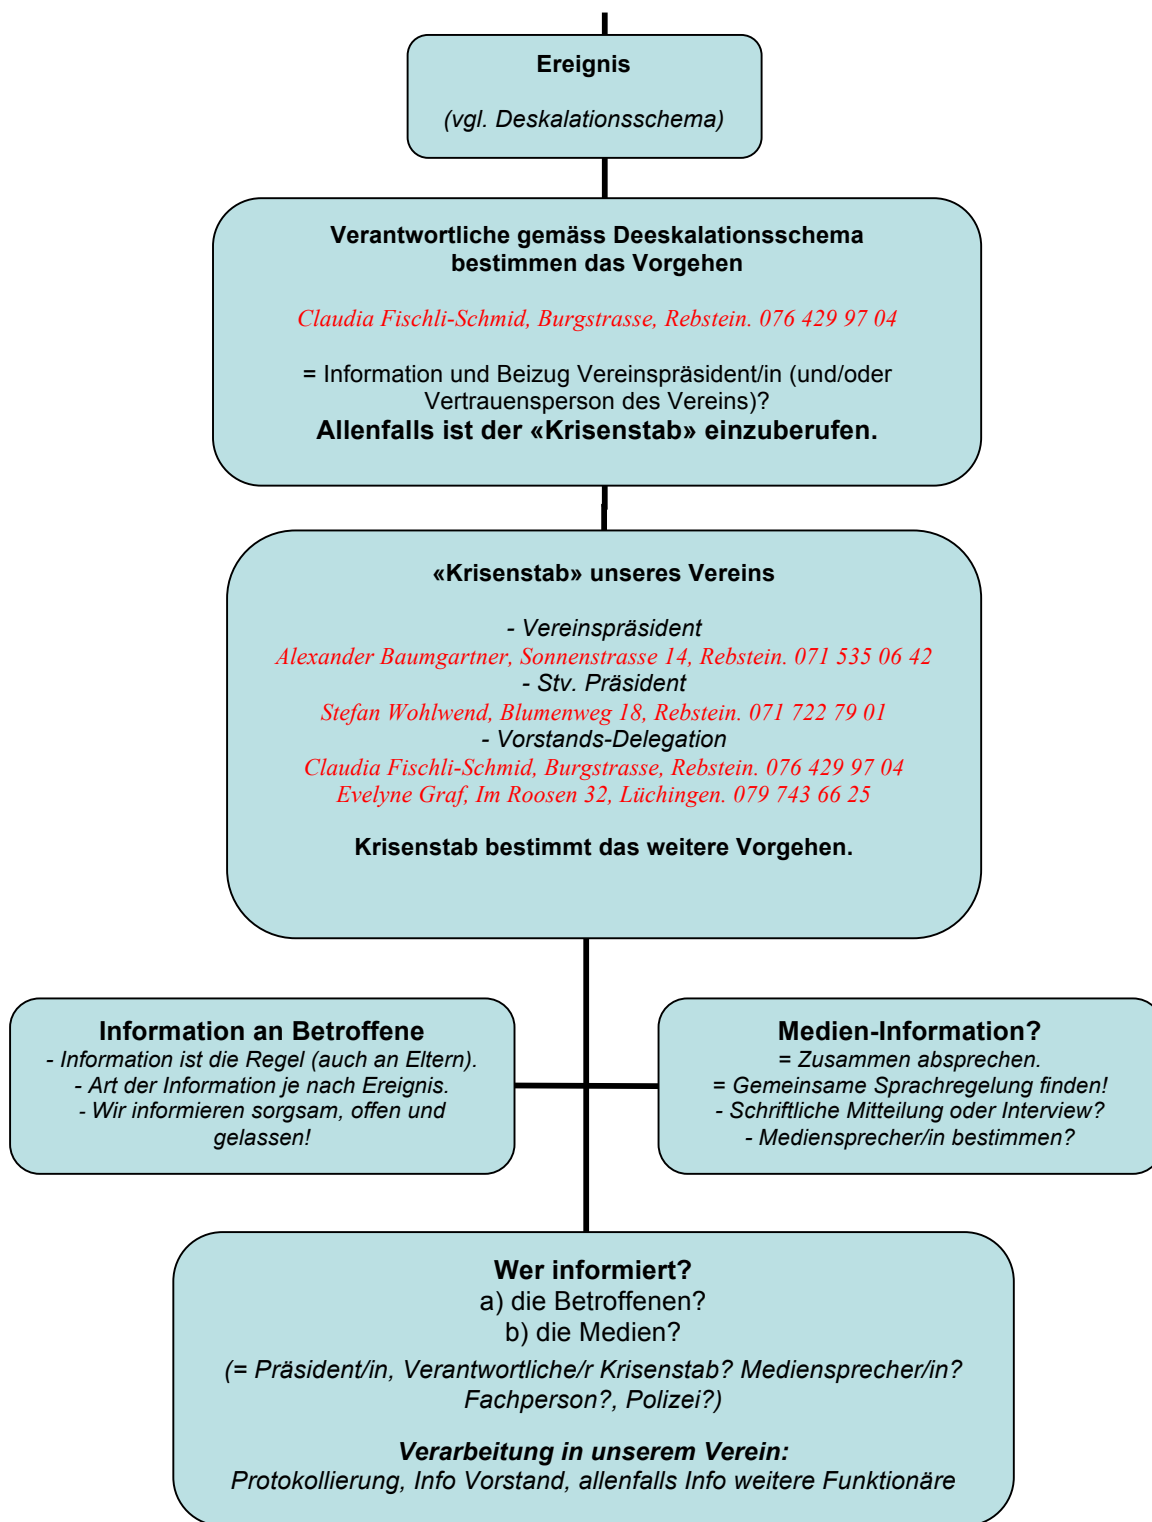 Ereignis
(vgl. Deskalationsschema)
Verantwortliche gemäss Deeskalationsschema
bestimmen das Vorgehen
Claudia Fischli-Schmid, Burgstrasse, Rebstein. 076 429 97 04
= Information und Beizug Vereinspräsident/in (und/oder
Vertrauensperson des Vereins)?
Allenfalls ist der «Krisenstab» einzuberufen.
«Krisenstab» unseres Vereins
- Vereinspräsident
Alexander Baumgartner, Sonnenstrasse 14, Rebstein. 071 535 06 42
- Stv. Präsident
Stefan Wohlwend, Blumenweg 18, Rebstein. 071 722 79 01
- Vorstands-Delegation
Claudia Fischli-Schmid, Burgstrasse, Rebstein. 076 429 97 04
Evelyne Graf, Im Roosen 32, Lüchingen. 079 743 66 25
Krisenstab bestimmt das weitere Vorgehen.
Information an Betroffene
- Information ist die Regel (auch an Eltern).
- Art der Information je nach Ereignis.
- Wir informieren sorgsam, offen und
gelassen!
Medien-Information?
= Zusammen absprechen.
= Gemeinsame Sprachregelung finden!
- Schriftliche Mitteilung oder Interview?
- Mediensprecher/in bestimmen?
Wer informiert?
a) die Betroffenen?
b) die Medien?
(= Präsident/in, Verantwortliche/r Krisenstab? Mediensprecher/in?
Fachperson?, Polizei?)
Verarbeitung in unserem Verein:
Protokollierung, Info Vorstand, allenfalls Info weitere Funktionäre